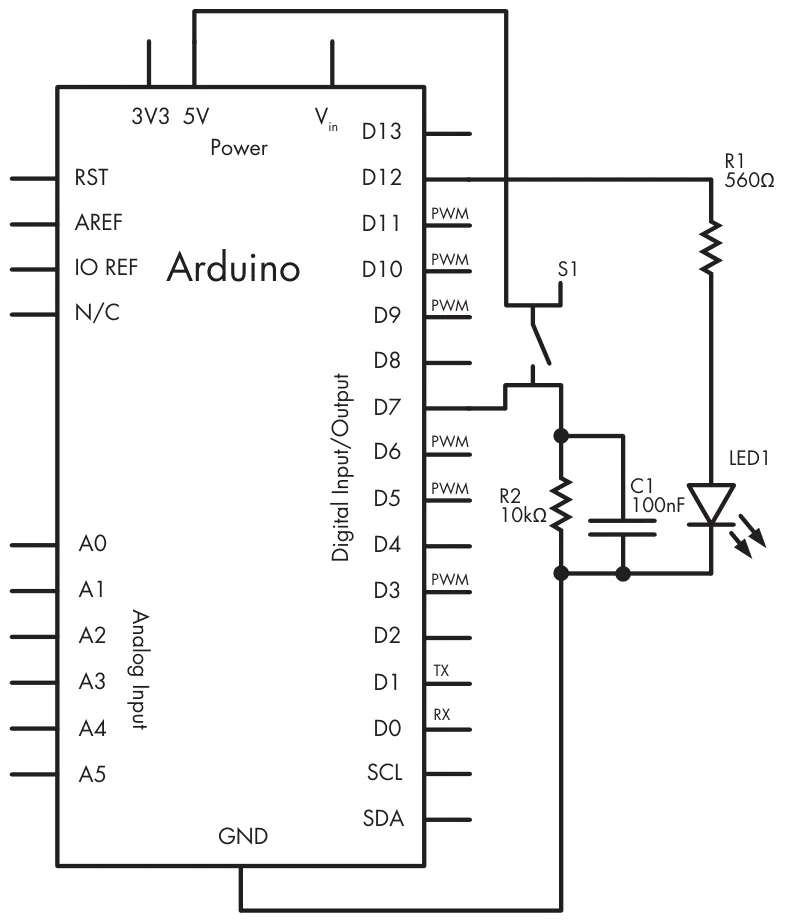 3V3 5V Vin
Power
RST
AREF
IO REF
N/C
Arduino
A0
A1
A2
A3
A4
A5
Analog Input
Digital Input/Output
D13
D12
D11 PWM
D10 PWM
D9 PWM
D8
D7
D6 PWM
D5 PWM
D4
D3 PWM
D2
D1 TX
D0 RX
SCL
SDA
GND
S1
R2
10kΩ
C1
100nF
R1
560Ω
LED1